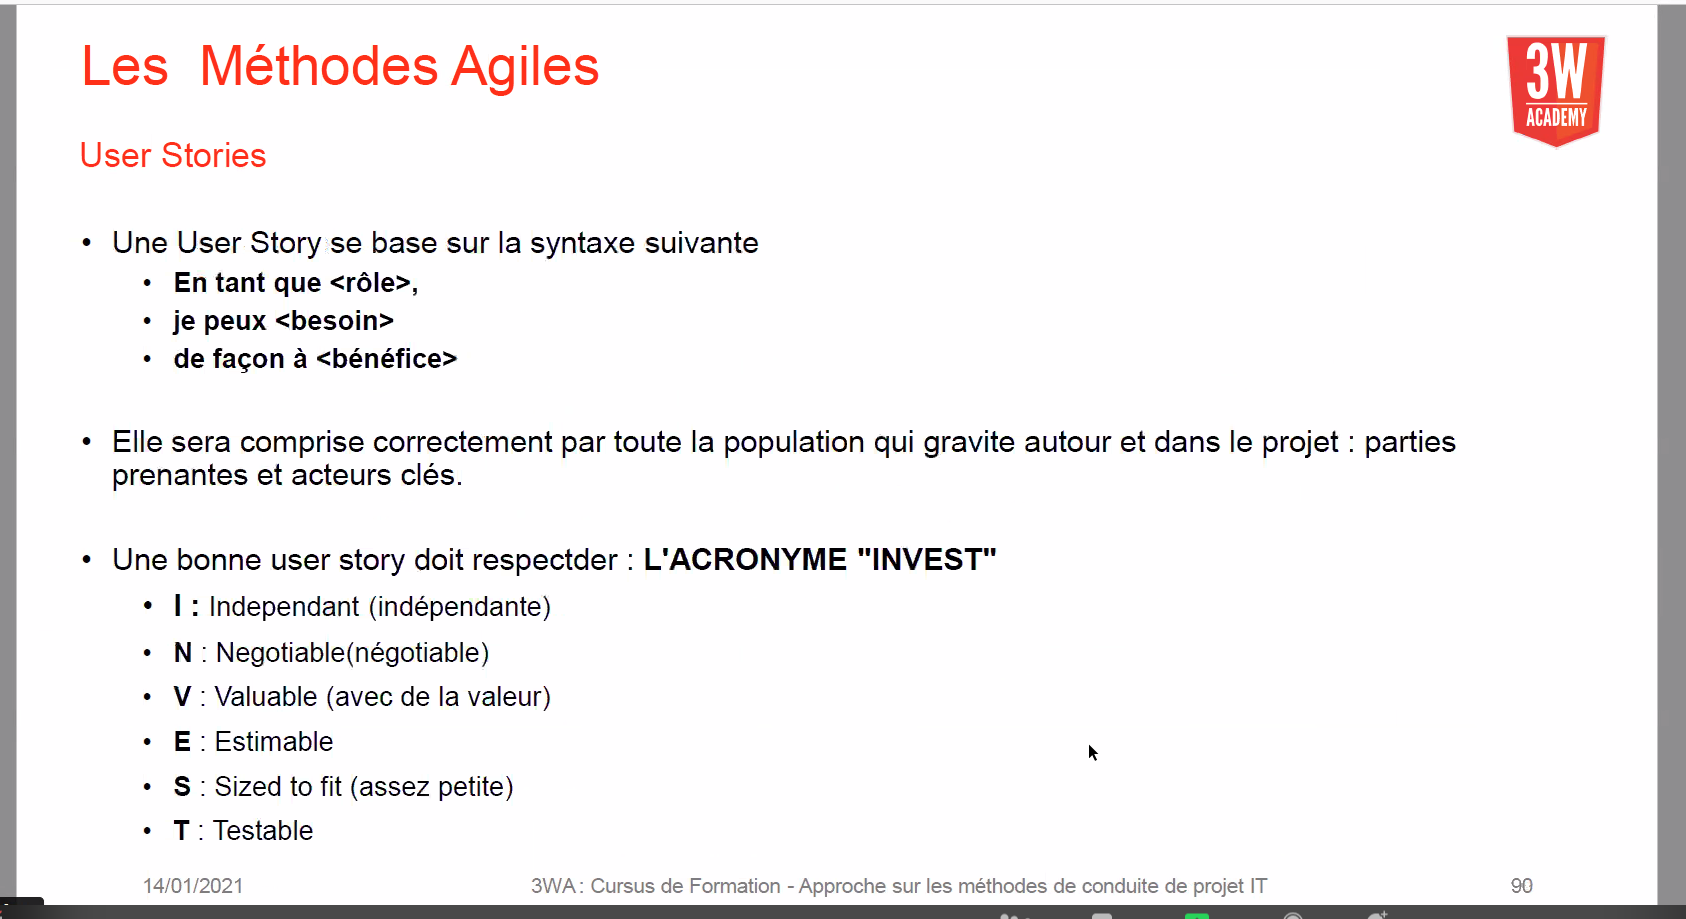 Les Méthodes Agiles
3W
ACADEMY
User Stories
• Une User Story se base sur la syntaxe suivante
• En tant que <rôle>,
• je peux <besoin>
• de façon à <bénéfice>
• Elle sera comprise correctement par toute la population qui gravite autour et dans le projet : parties
prenantes et acteurs clés.
• Une bonne user story doit respectder : L'ACRONYME "INVEST"
• I : Independant (indépendante)
• N : Negotiable(négotiable)
• V : Valuable (avec de la valeur)
• E : Estimable
• S : Sized to fit (assez petite)
• T : Testable
14/01/2021
3WA : Cursus de Formation - Approche sur les méthodes de conduite de projet IT
90